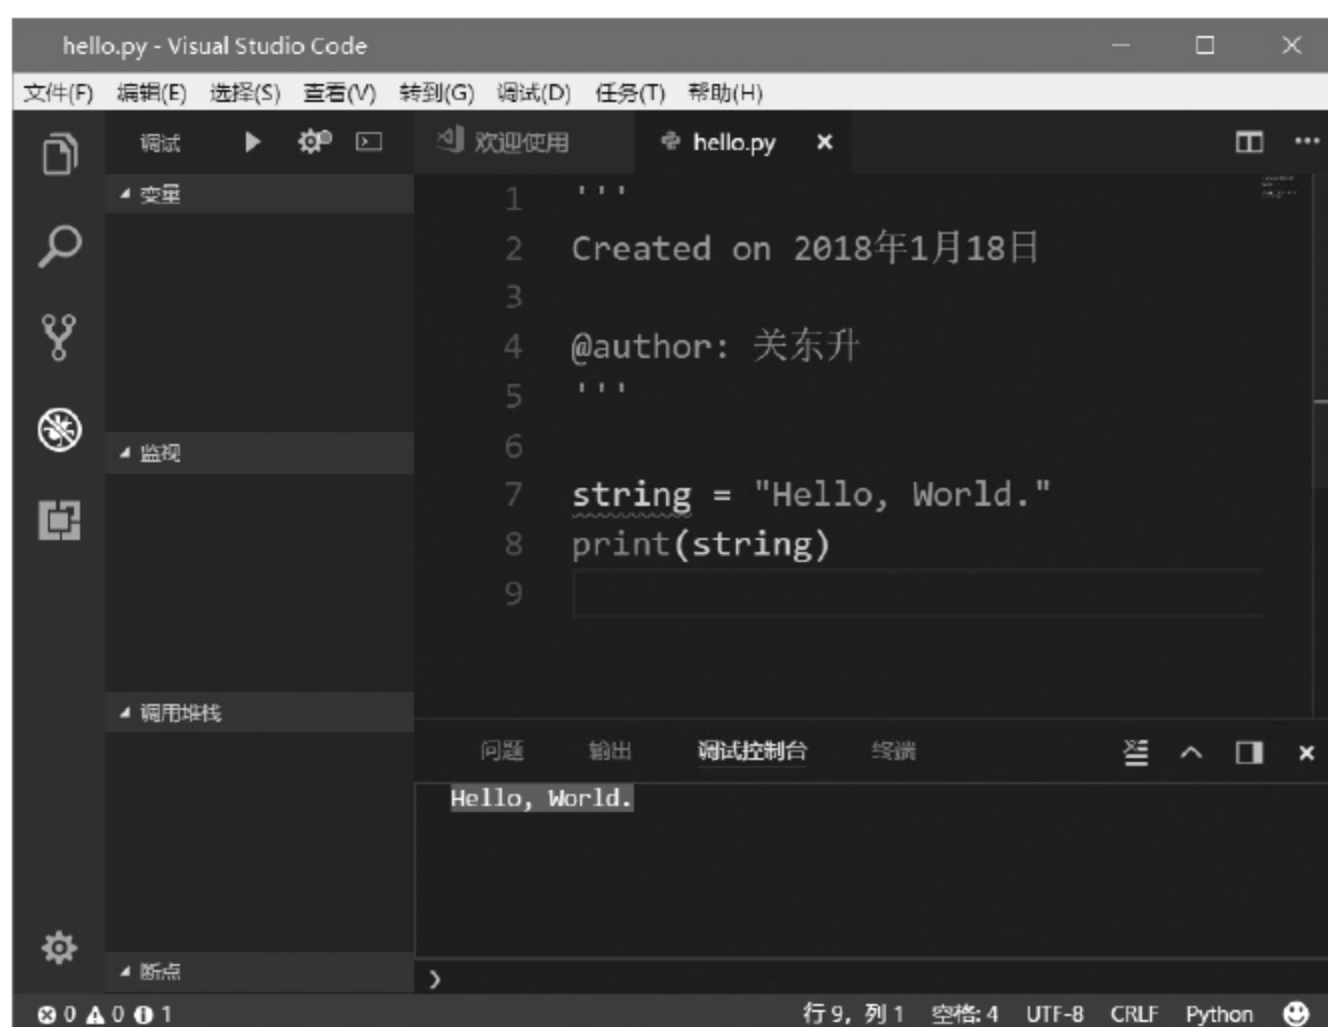 hello.py - Visual Studio Code
文件(F) 编辑(E) 选择(S) 查看(V) 转到(G) 调试(D) 任务(T) 帮助(H)
调试
欢迎使用 hello.py
变量
监视
调用堆栈
断点
1 '''
2 Created on 2018年1月18日
3
4 @author: 关东升
5 '''
6
7 string = "Hello, World."
8 print(string)
9
问题 输出 调试控制台 终端
Hello, World.
0 0 1 行 9, 列 1 空格: 4 UTF-8 CRLF Python